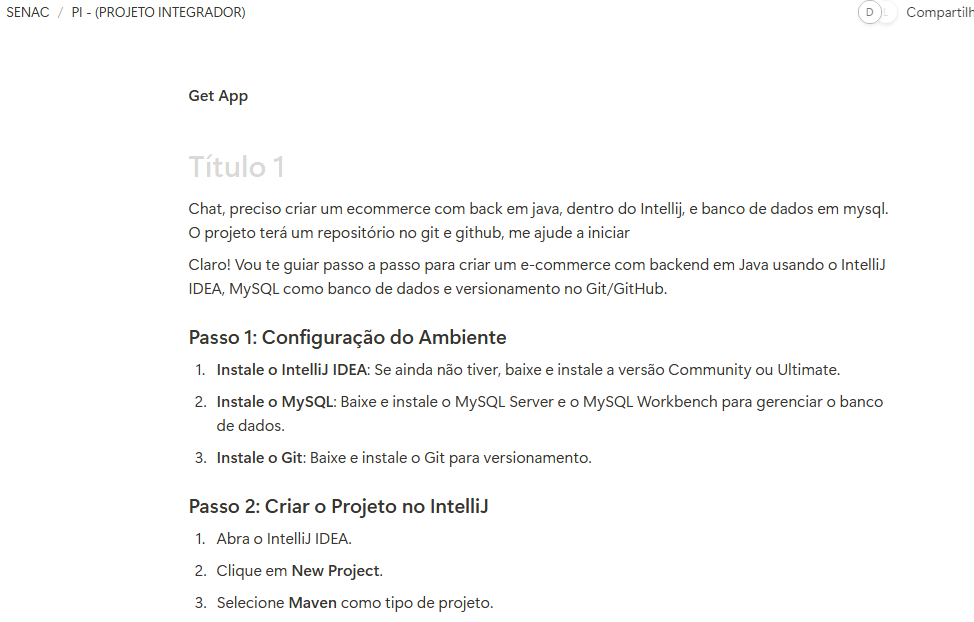 SENAC / PI - (PROJETO INTEGRADOR)
D L Compartilh
Get App
Título 1
Chat, preciso criar um ecommerce com back em java, dentro do Intellij, e banco de dados em mysql.
O projeto terá um repositório no git e github, me ajude a iniciar
Claro! Vou te guiar passo a passo para criar um e-commerce com backend em Java usando o IntelliJ
IDEA, MySQL como banco de dados e versionamento no Git/GitHub.
Passo 1: Configuração do Ambiente
1. Instale o IntelliJ IDEA: Se ainda não tiver, baixe e instale a versão Community ou Ultimate.
2. Instale o MySQL: Baixe e instale o MySQL Server e o MySQL Workbench para gerenciar o banco
de dados.
3. Instale o Git: Baixe e instale o Git para versionamento.
Passo 2: Criar o Projeto no IntelliJ
1. Abra o IntelliJ IDEA.
2. Clique em New Project.
3. Selecione Maven como tipo de projeto.